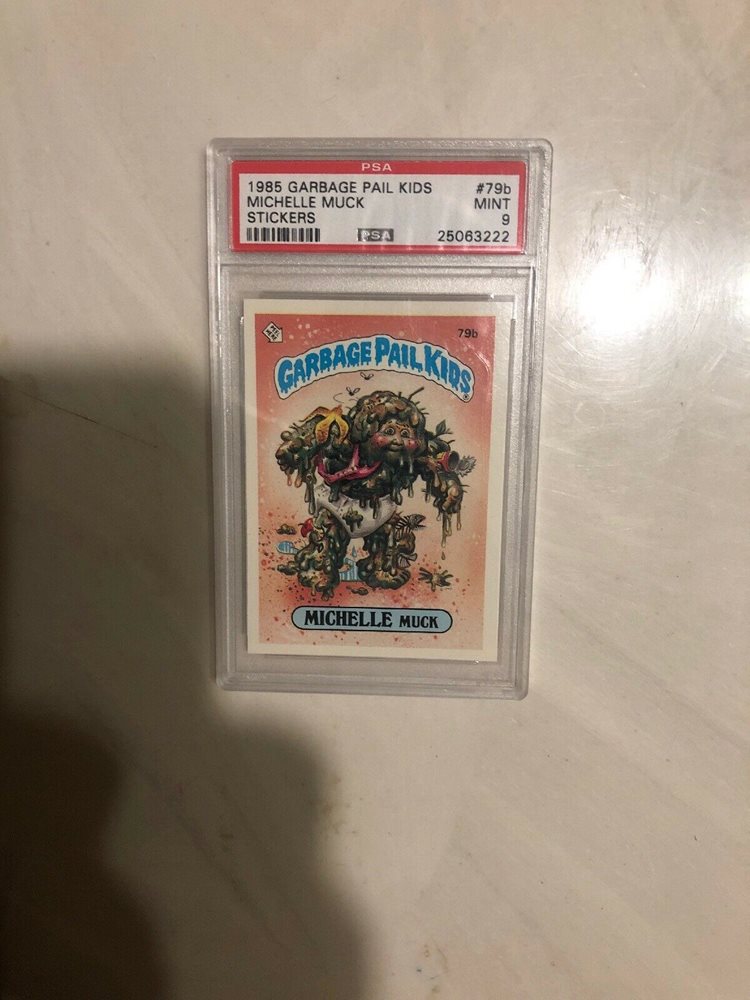 PSA
1985 GARBAGE PAIL KIDS #79b
MICHELLE MUCK MINT
STICKERS 9
PSA 25063222
79b
GARBAGE PAIL KIDS
MICHELLE MUCK